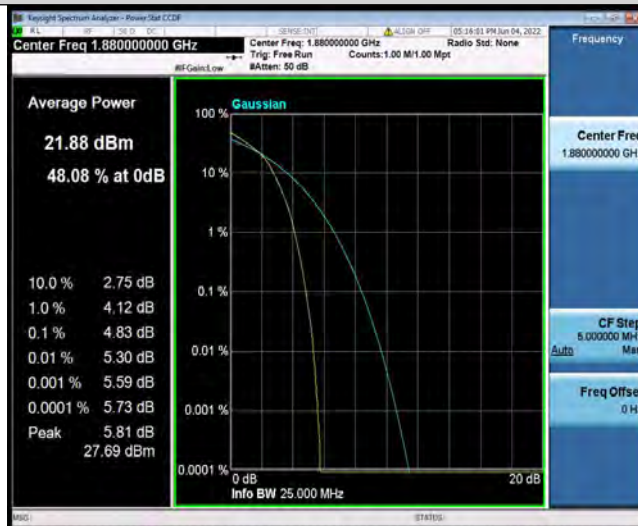 Keysight Spectrum Analyzer - Power Stat CCDF
RL RF 50 Ω DC SENSE:INT ALIGN OFF 05:16:01 PM Jun 04, 2022
Center Freq 1.880000000 GHz
Center Freq: 1.880000000 GHz Radio Std: None
Trig: Free Run Counts:1.00 M/1.00 Mpt
#IFGain:Low #Atten: 50 dB
Frequency
Average Power
21.88 dBm
48.08 % at 0dB
10.0 % 2.75 dB
1.0 % 4.12 dB
0.1 % 4.83 dB
0.01 % 5.30 dB
0.001 % 5.59 dB
0.0001 % 5.73 dB
Peak 5.81 dB
27.69 dBm
Gaussian
100 %
10 %
1 %
0.1 %
0.01 %
0.001 %
0.0001 %
0 dB 20 dB
Info BW 25.000 MHz
Center Freq
1.880000000 GH
CF Step
5.000000 MH
Auto Ma
Freq Offse
0 H
MSG STATUS